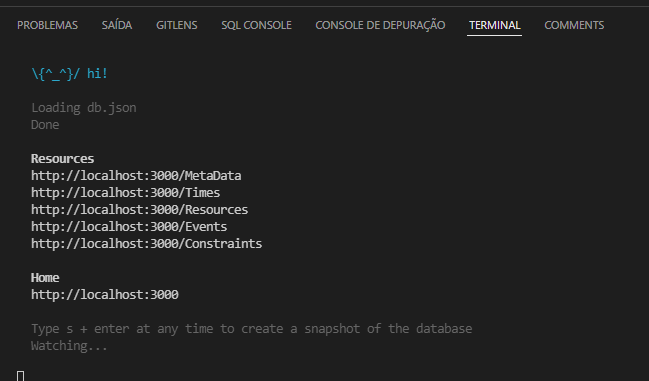 PROBLEMAS SAÍDA GITLENS SQL CONSOLE CONSOLE DE DEPURAÇÃO TERMINAL COMMENTS
\{^_^}/ hi!
Loading db.json
Done
Resources
http://localhost:3000/MetaData
http://localhost:3000/Times
http://localhost:3000/Resources
http://localhost:3000/Events
http://localhost:3000/Constraints
Home
http://localhost:3000
Type s + enter at any time to create a snapshot of the database
Watching...